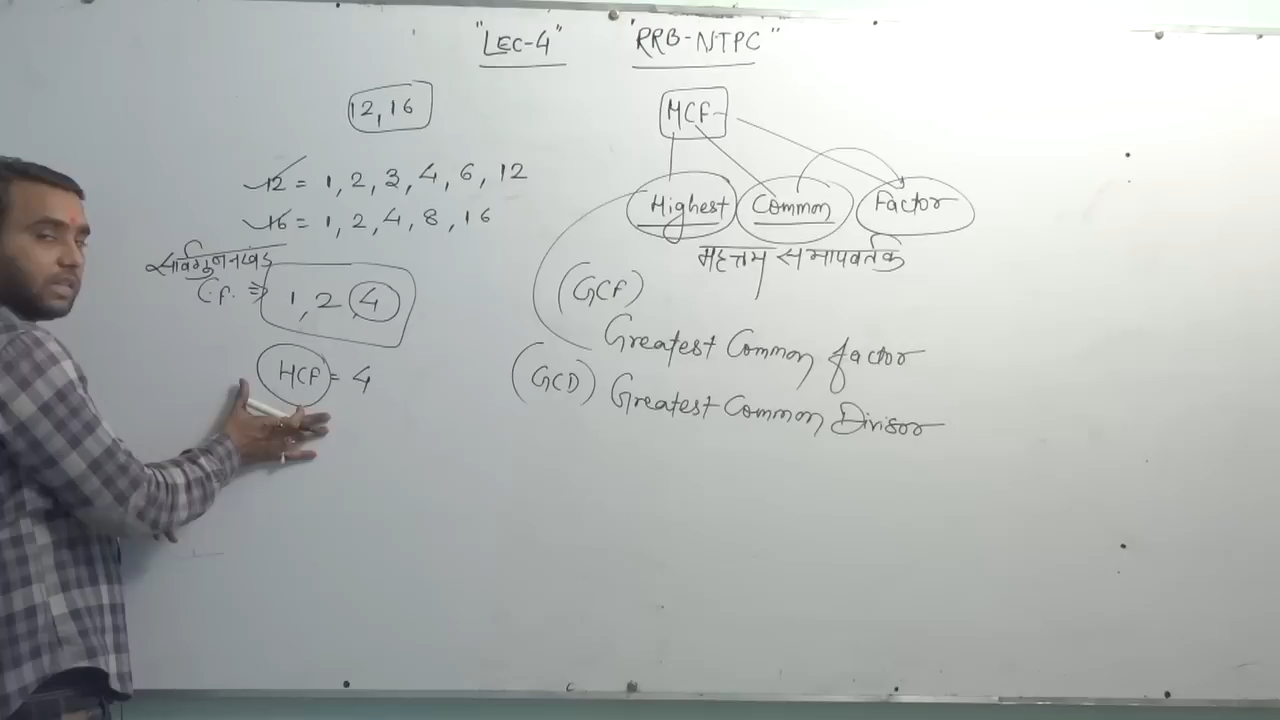 "LEC-4" "RRB-NTPC"
12, 16
12 = 1, 2, 3, 4, 6, 12
16 = 1, 2, 4, 8, 16
C.F. ⇒ 1, 2, 4
HCF = 4
HCF-
Highest Common Factor
महत्तम समापवर्तक
(GCF)
Greatest Common factor
(GCD) Greatest Common Divisor